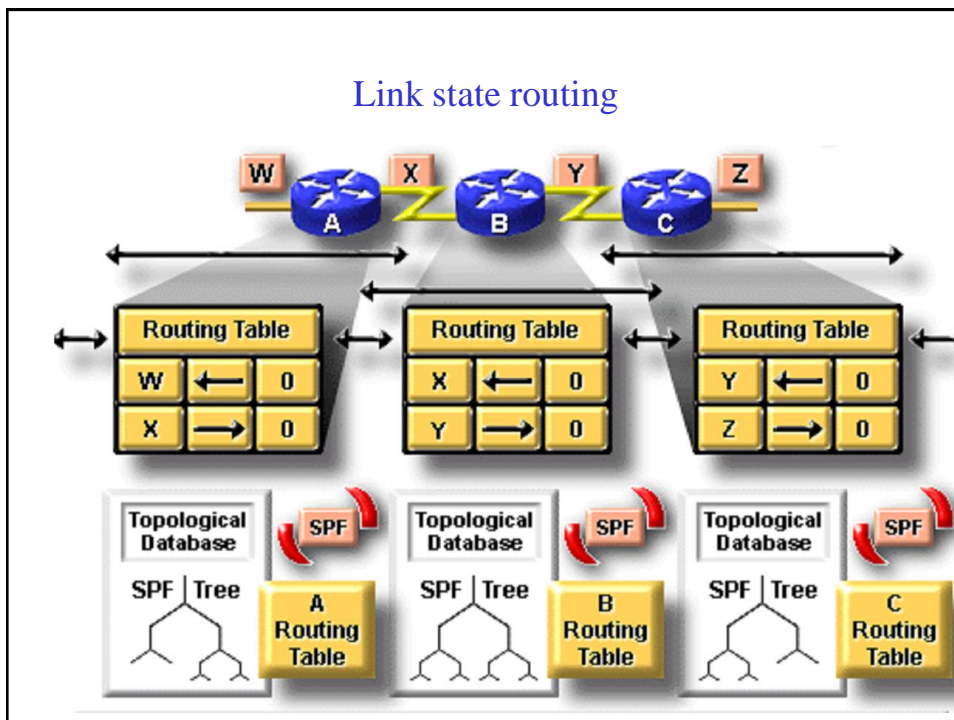 Link state routing
W X Y Z
A B C
Routing Table
W 0
X 0
Routing Table
X 0
Y 0
Routing Table
Y 0
Z 0
Topological
Database
SPF Tree
SPF
A
Routing
Table
Topological
Database
SPF Tree
SPF
B
Routing
Table
Topological
Database
SPF Tree
SPF
C
Routing
Table